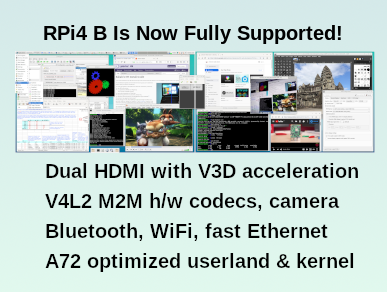 RPi4 B Is Now Fully Supported!
Dual HDMI with V3D acceleration
V4L2 M2M h/w codecs, camera
Bluetooth, WiFi, fast Ethernet
A72 optimized userland & kernel